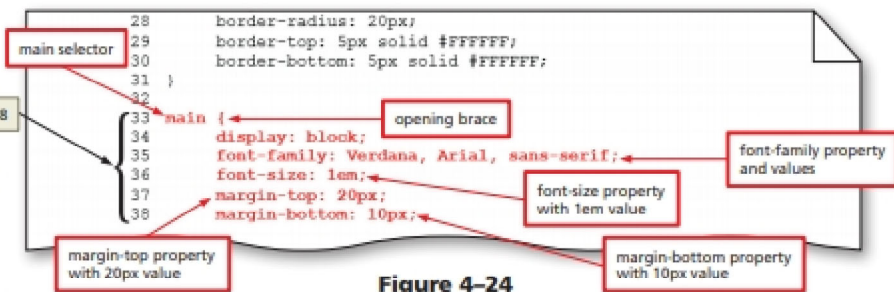 28 border-radius: 20px;
main selector
29 border-top: 5px solid #FFFFFF;
30 border-bottom: 5px solid #FFFFFF;
31 }
32
8
33 main {
opening brace
34 display: block;
35 font-family: Verdana, Arial, sans-serif;
font-family property
and values
36 font-size: 1em;
font-size property
with 1em value
37 margin-top: 20px;
38 margin-bottom: 10px;
margin-top property
with 20px value
margin-bottom property
with 10px value
Figure 4–24